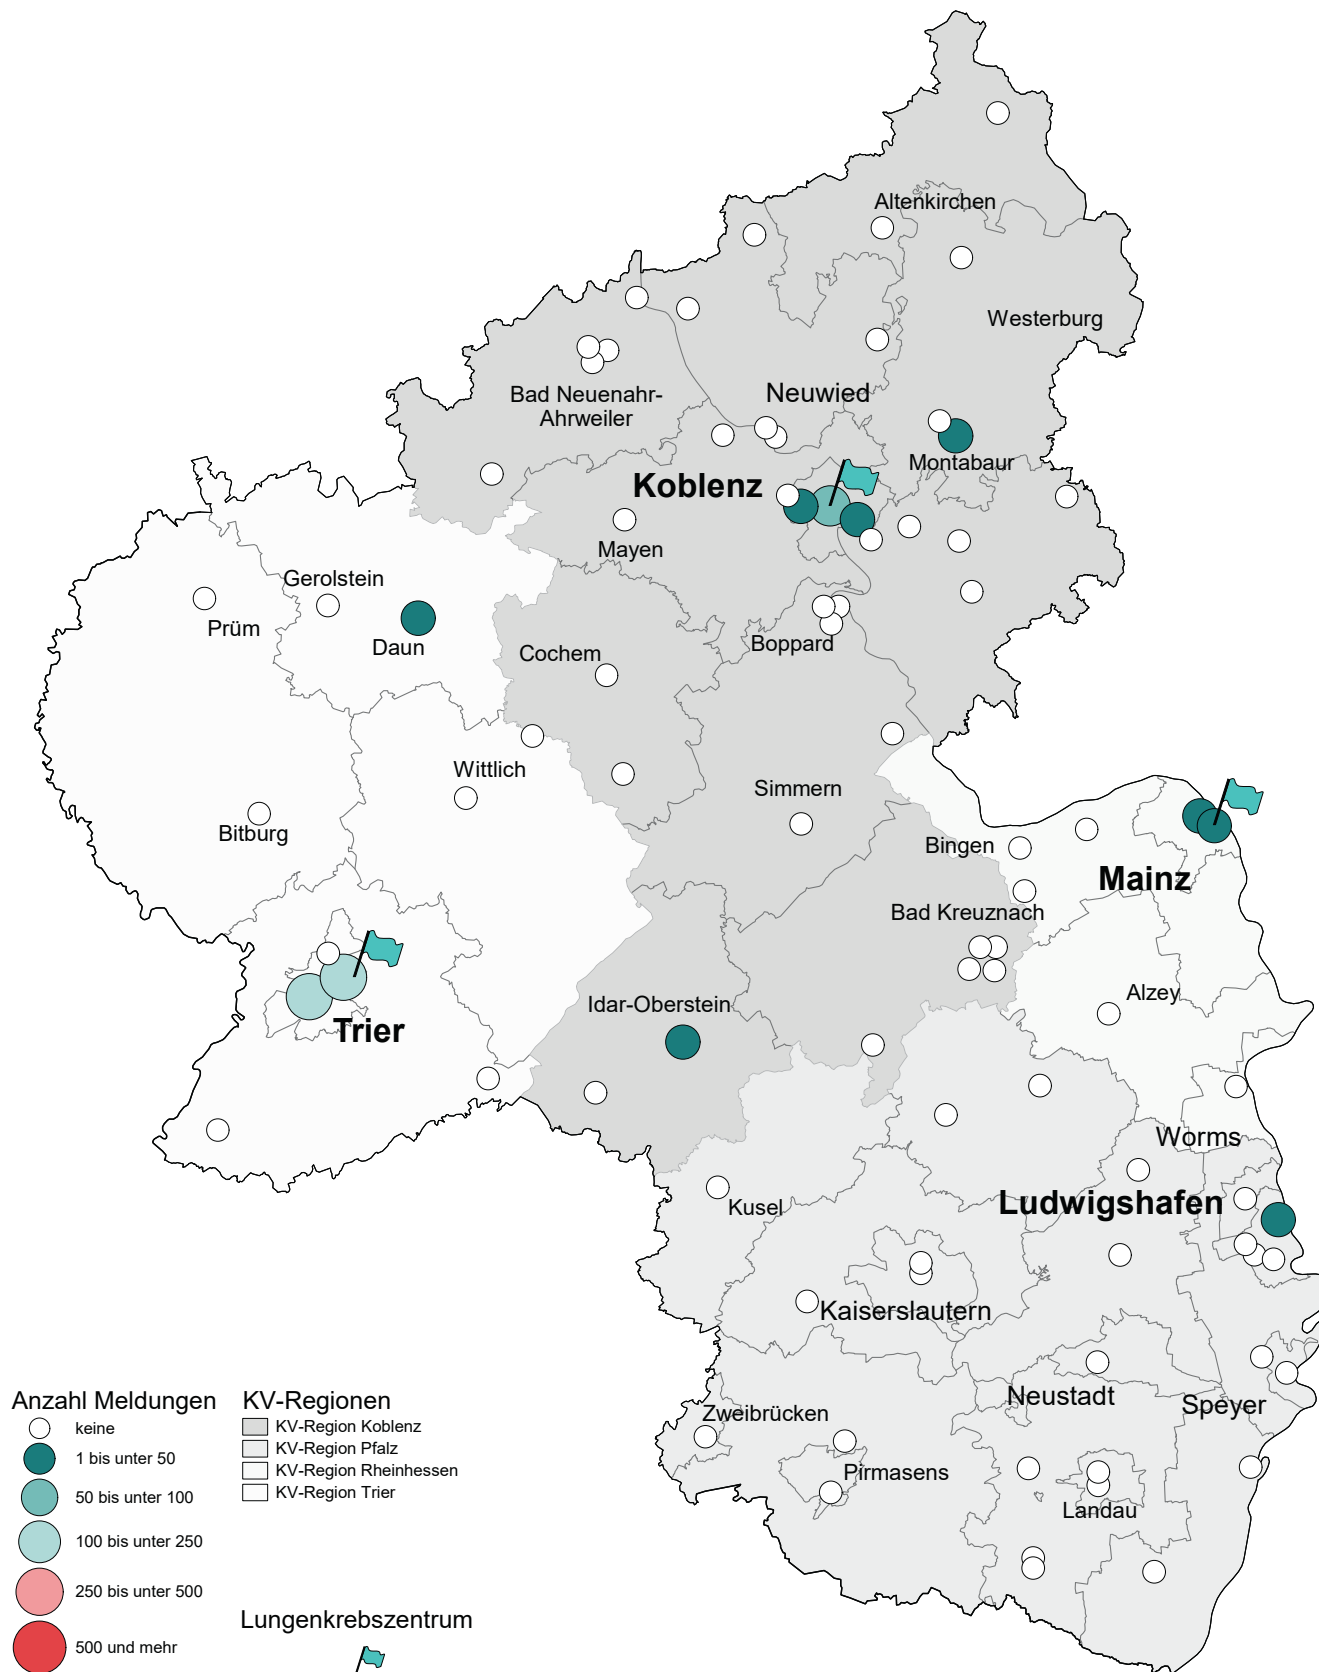 Altenkirchen
Westerburg
Bad Neuenahr-
Ahrweiler
Neuwied
Montabaur
Koblenz
Mayen
Gerolstein
Prüm
Daun
Cochem
Boppard
Wittlich
Simmern
Bitburg
Bingen
Mainz
Bad Kreuznach
Alzey
Idar-Oberstein
Trier
Worms
Kusel
Ludwigshafen
Kaiserslautern
Neustadt
Speyer
Zweibrücken
Pirmasens
Landau
Anzahl Meldungen
keine
1 bis unter 50
50 bis unter 100
100 bis unter 250
250 bis unter 500
500 und mehr
KV-Regionen
KV-Region Koblenz
KV-Region Pfalz
KV-Region Rheinhessen
KV-Region Trier
Lungenkrebszentrum